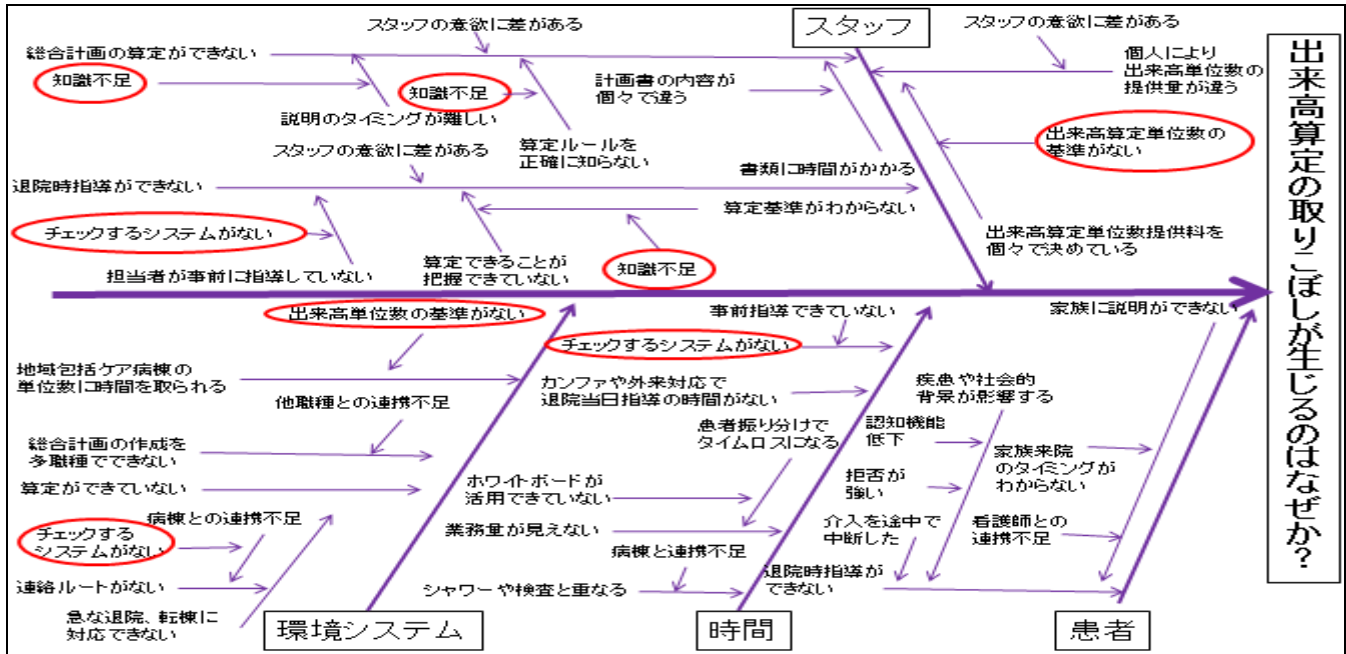 スタッフの意欲に差がある
スタッフ
スタッフの意欲に差がある
総合計画の算定ができない
個人により
出来高単位数の
提供量が違う
知識不足
知識不足
計画書の内容が
個々で違う
説明のタイミングが難しい
算定ルールを
正確に知らない
出来高算定単位数の
基準がない
スタッフの意欲に差がある
書類に時間がかかる
退院時指導ができない
算定基準がわからない
チェックするシステムがない
出来高算定単位数提供料を
個々で決めている
担当者が事前に指導していない
算定できることが
把握できていない
知識不足
出来高算定の取りこぼしが生じるのはなぜか?
出来高単位数の基準がない
事前指導できていない
家族に説明ができない
チェックするシステムがない
地域包括ケア病棟の
単位数に時間を取られる
カンファや外来対応で
退院当日指導の時間がない
疾患や社会的
背景が影響する
他職種との連携不足
患者振り分けで
タイムロスになる
認知機能
低下
総合計画の作成を
多職種でできない
家族来院
のタイミングが
わからない
算定ができていない
ホワイトボードが
活用できていない
拒否が
強い
病棟との連携不足
チェックする
システムがない
業務量が見えない
介入を途中で
中断した
看護師との
連携不足
病棟と連携不足
連絡ルートがない
シャワーや検査と重なる
退院時指導が
できない
急な退院、転棟に
対応できない
環境システム
時間
患者